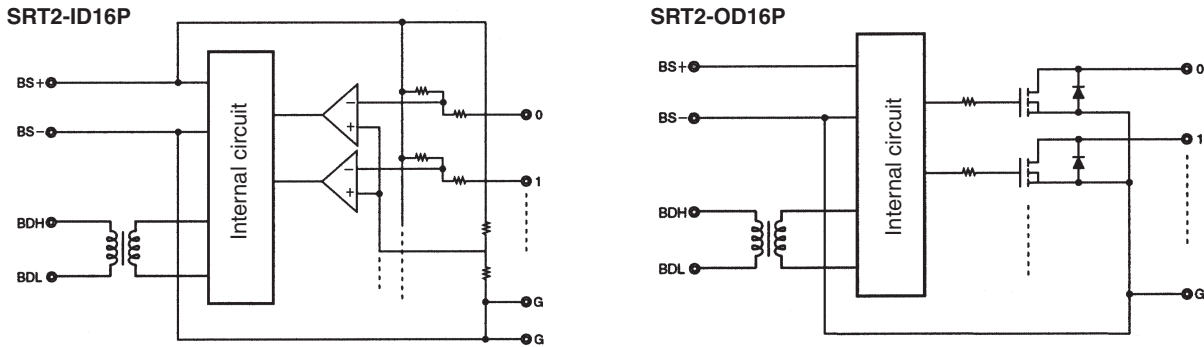 SRT2-ID16P
BS+
BS−
BDH
BDL
Internal circuit
−
+
−
+
0
1
G
G
SRT2-OD16P
BS+
BS−
BDH
BDL
Internal circuit
0
1
G